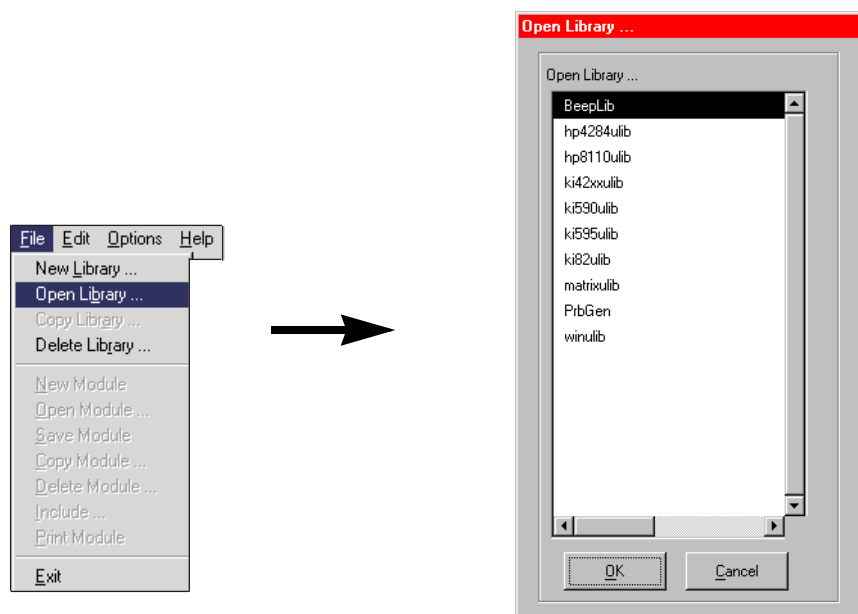 File Edit Options Help
New Library ...
Open Library ...
Copy Library ...
Delete Library ...
New Module
Open Module ...
Save Module
Copy Module ...
Delete Module ...
Include ...
Print Module
Exit
Open Library ...
Open Library ...
BeepLib
hp4284ulib
hp8110ulib
ki42xxulib
ki590ulib
ki595ulib
ki82ulib
matrixulib
PrbGen
winulib
OK Cancel